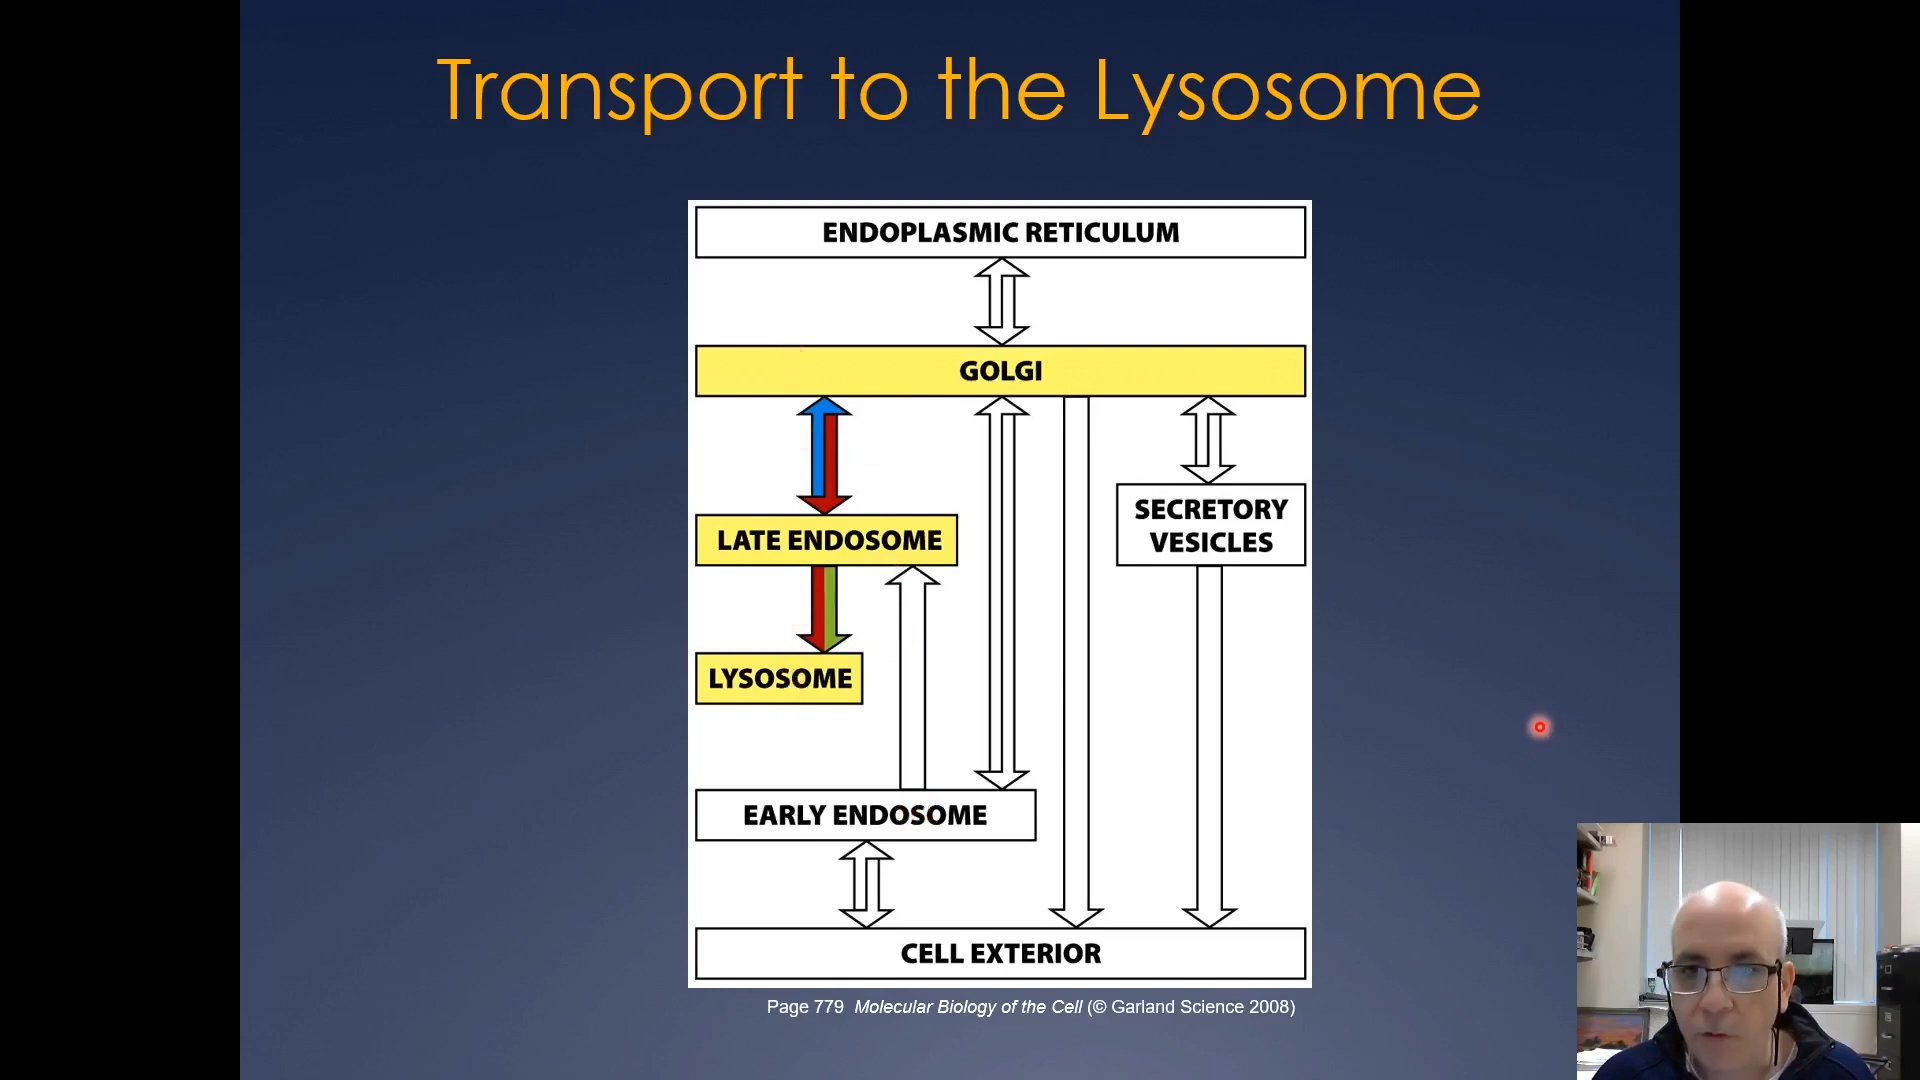 Transport to the Lysosome
ENDOPLASMIC RETICULUM
GOLGI
LATE ENDOSOME
SECRETORY
VESICLES
LYSOSOME
EARLY ENDOSOME
CELL EXTERIOR
Page 779 Molecular Biology of the Cell (© Garland Science 2008)